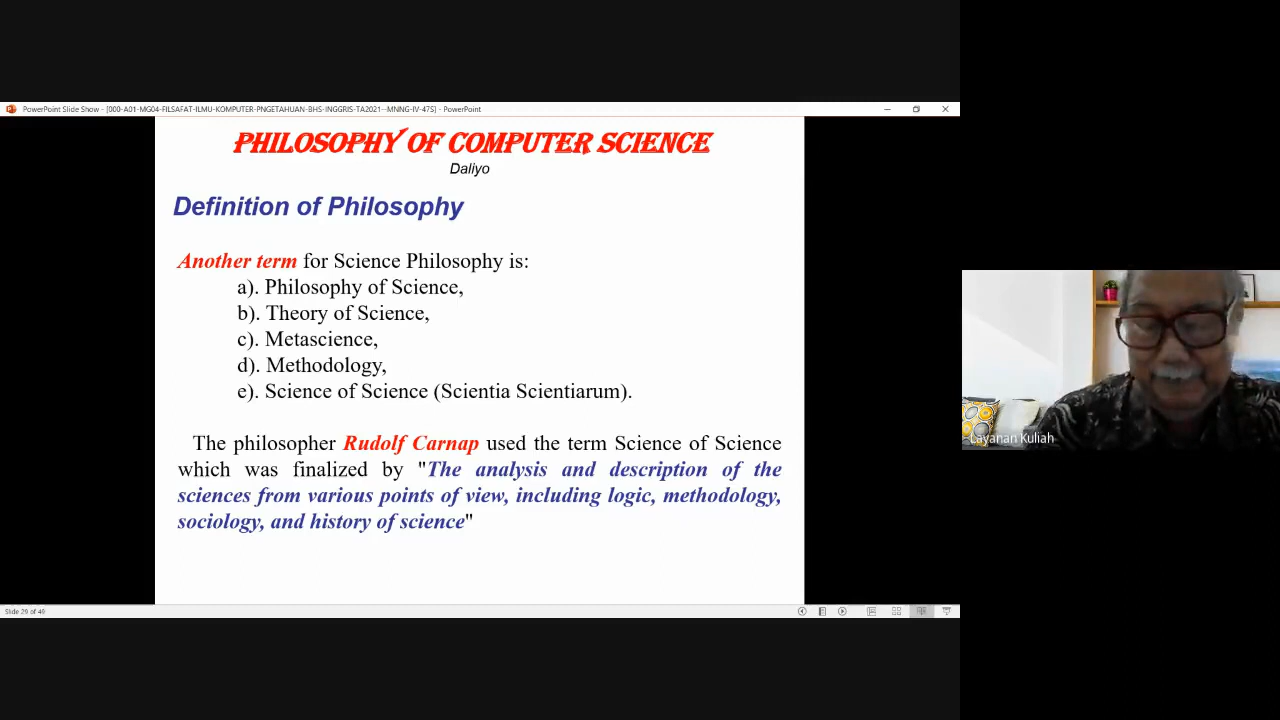 PowerPoint Slide Show - [000-A01-MG04-FILSAFAT-ILMU-KOMPUTER-PNGETAHUAN-BHS-INGGRIS-TA2021--MNNG-IV-47S] - PowerPoint
PHILOSOPHY OF COMPUTER SCIENCE
Daliyo
Definition of Philosophy
Another term for Science Philosophy is:
a). Philosophy of Science,
b). Theory of Science,
c). Metascience,
d). Methodology,
e). Science of Science (Scientia Scientiarum).
The philosopher Rudolf Carnap used the term Science of Science
which was finalized by "The analysis and description of the
sciences from various points of view, including logic, methodology,
sociology, and history of science"
Layanan Kuliah
Slide 29 of 49